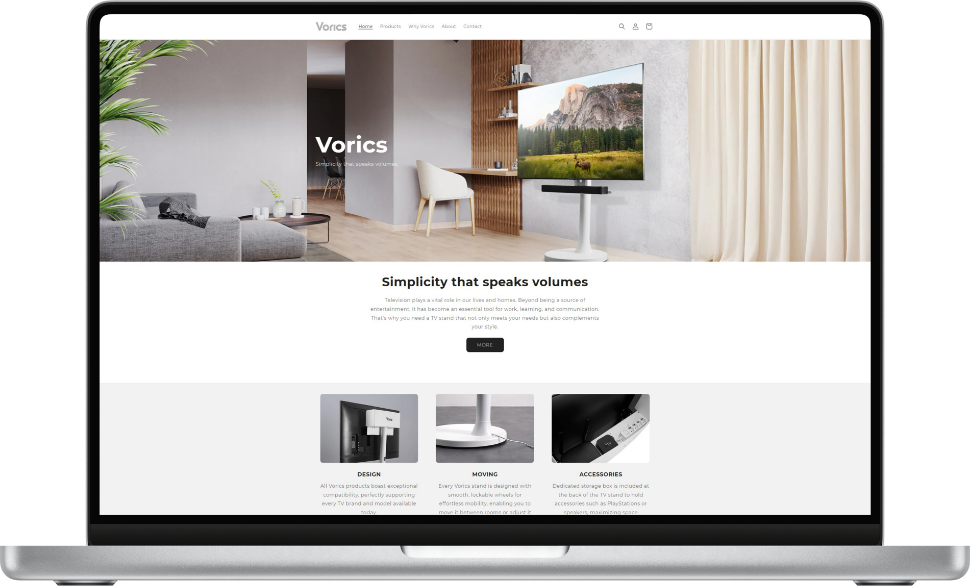 Vorics Home Products Why Vorics About Contact
Vorics
Simplicity that speaks volumes
Simplicity that speaks volumes
Television plays a vital role in our lives and homes. Beyond being a source of
entertainment, it has become an essential tool for work, learning, and communication.
That's why you need a TV stand that not only meets your needs but also complements
your style.
MORE
DESIGN
All Vorics products boast exceptional
compatibility, perfectly supporting
every TV brand and model available
today.
MOVING
Every Vorics stand is designed with
smooth, lockable wheels for
effortless mobility, enabling you to
move it between rooms or adjust it
ACCESSORIES
Dedicated storage box is included at
the back of the TV stand to hold
accessories such as PlayStations or
speakers, maximizing space